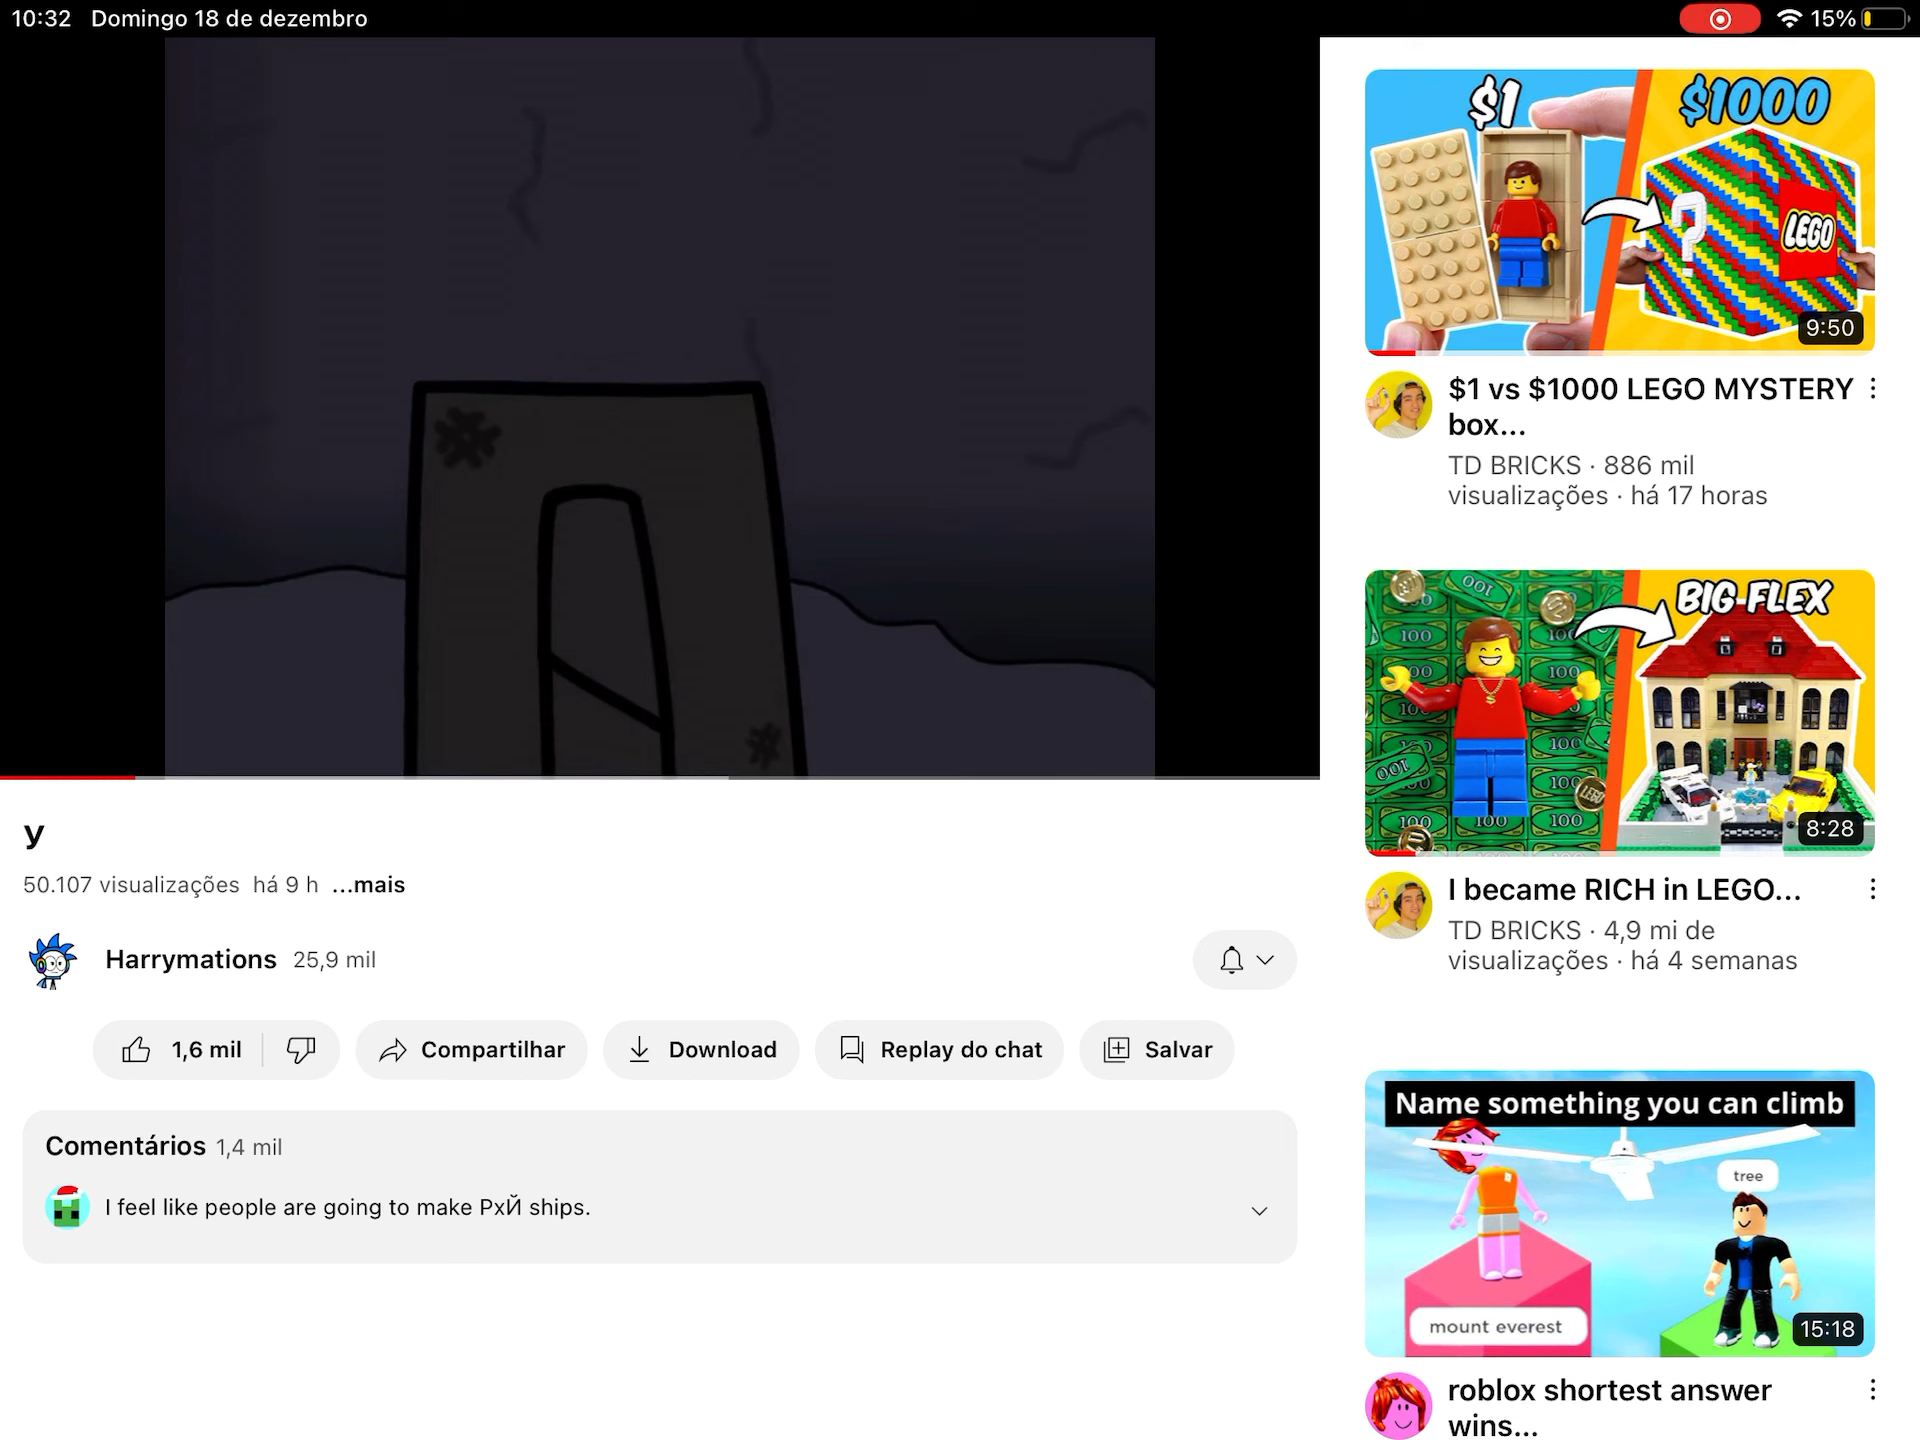 10:32 Domingo 18 de dezembro
15%
y
50.107 visualizações há 9 h ...mais
Harrymations 25,9 mil
1,6 mil
Compartilhar
Download
Replay do chat
Salvar
Comentários 1,4 mil
I feel like people are going to make PxЙ ships.
$1
$1000
LEGO
9:50
$1 vs $1000 LEGO MYSTERY
box...
TD BRICKS · 886 mil
visualizações · há 17 horas
BIG FLEX
100
8:28
I became RICH in LEGO...
TD BRICKS · 4,9 mi de
visualizações · há 4 semanas
Name something you can climb
tree
mount everest
15:18
roblox shortest answer
wins...